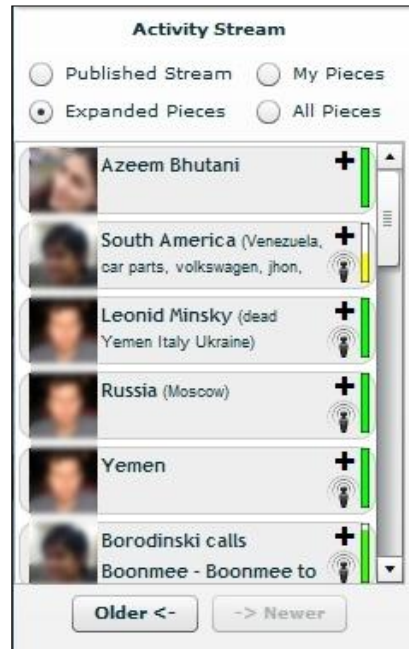 Activity Stream
Published Stream My Pieces
Expanded Pieces All Pieces
Azeem Bhutani
South America (Venezuela,
car parts, volkswagen, jhon,
Leonid Minsky (dead
Yemen Italy Ukraine)
Russia (Moscow)
Yemen
Borodinski calls
Boonmee - Boonmee to
Older <- -> Newer